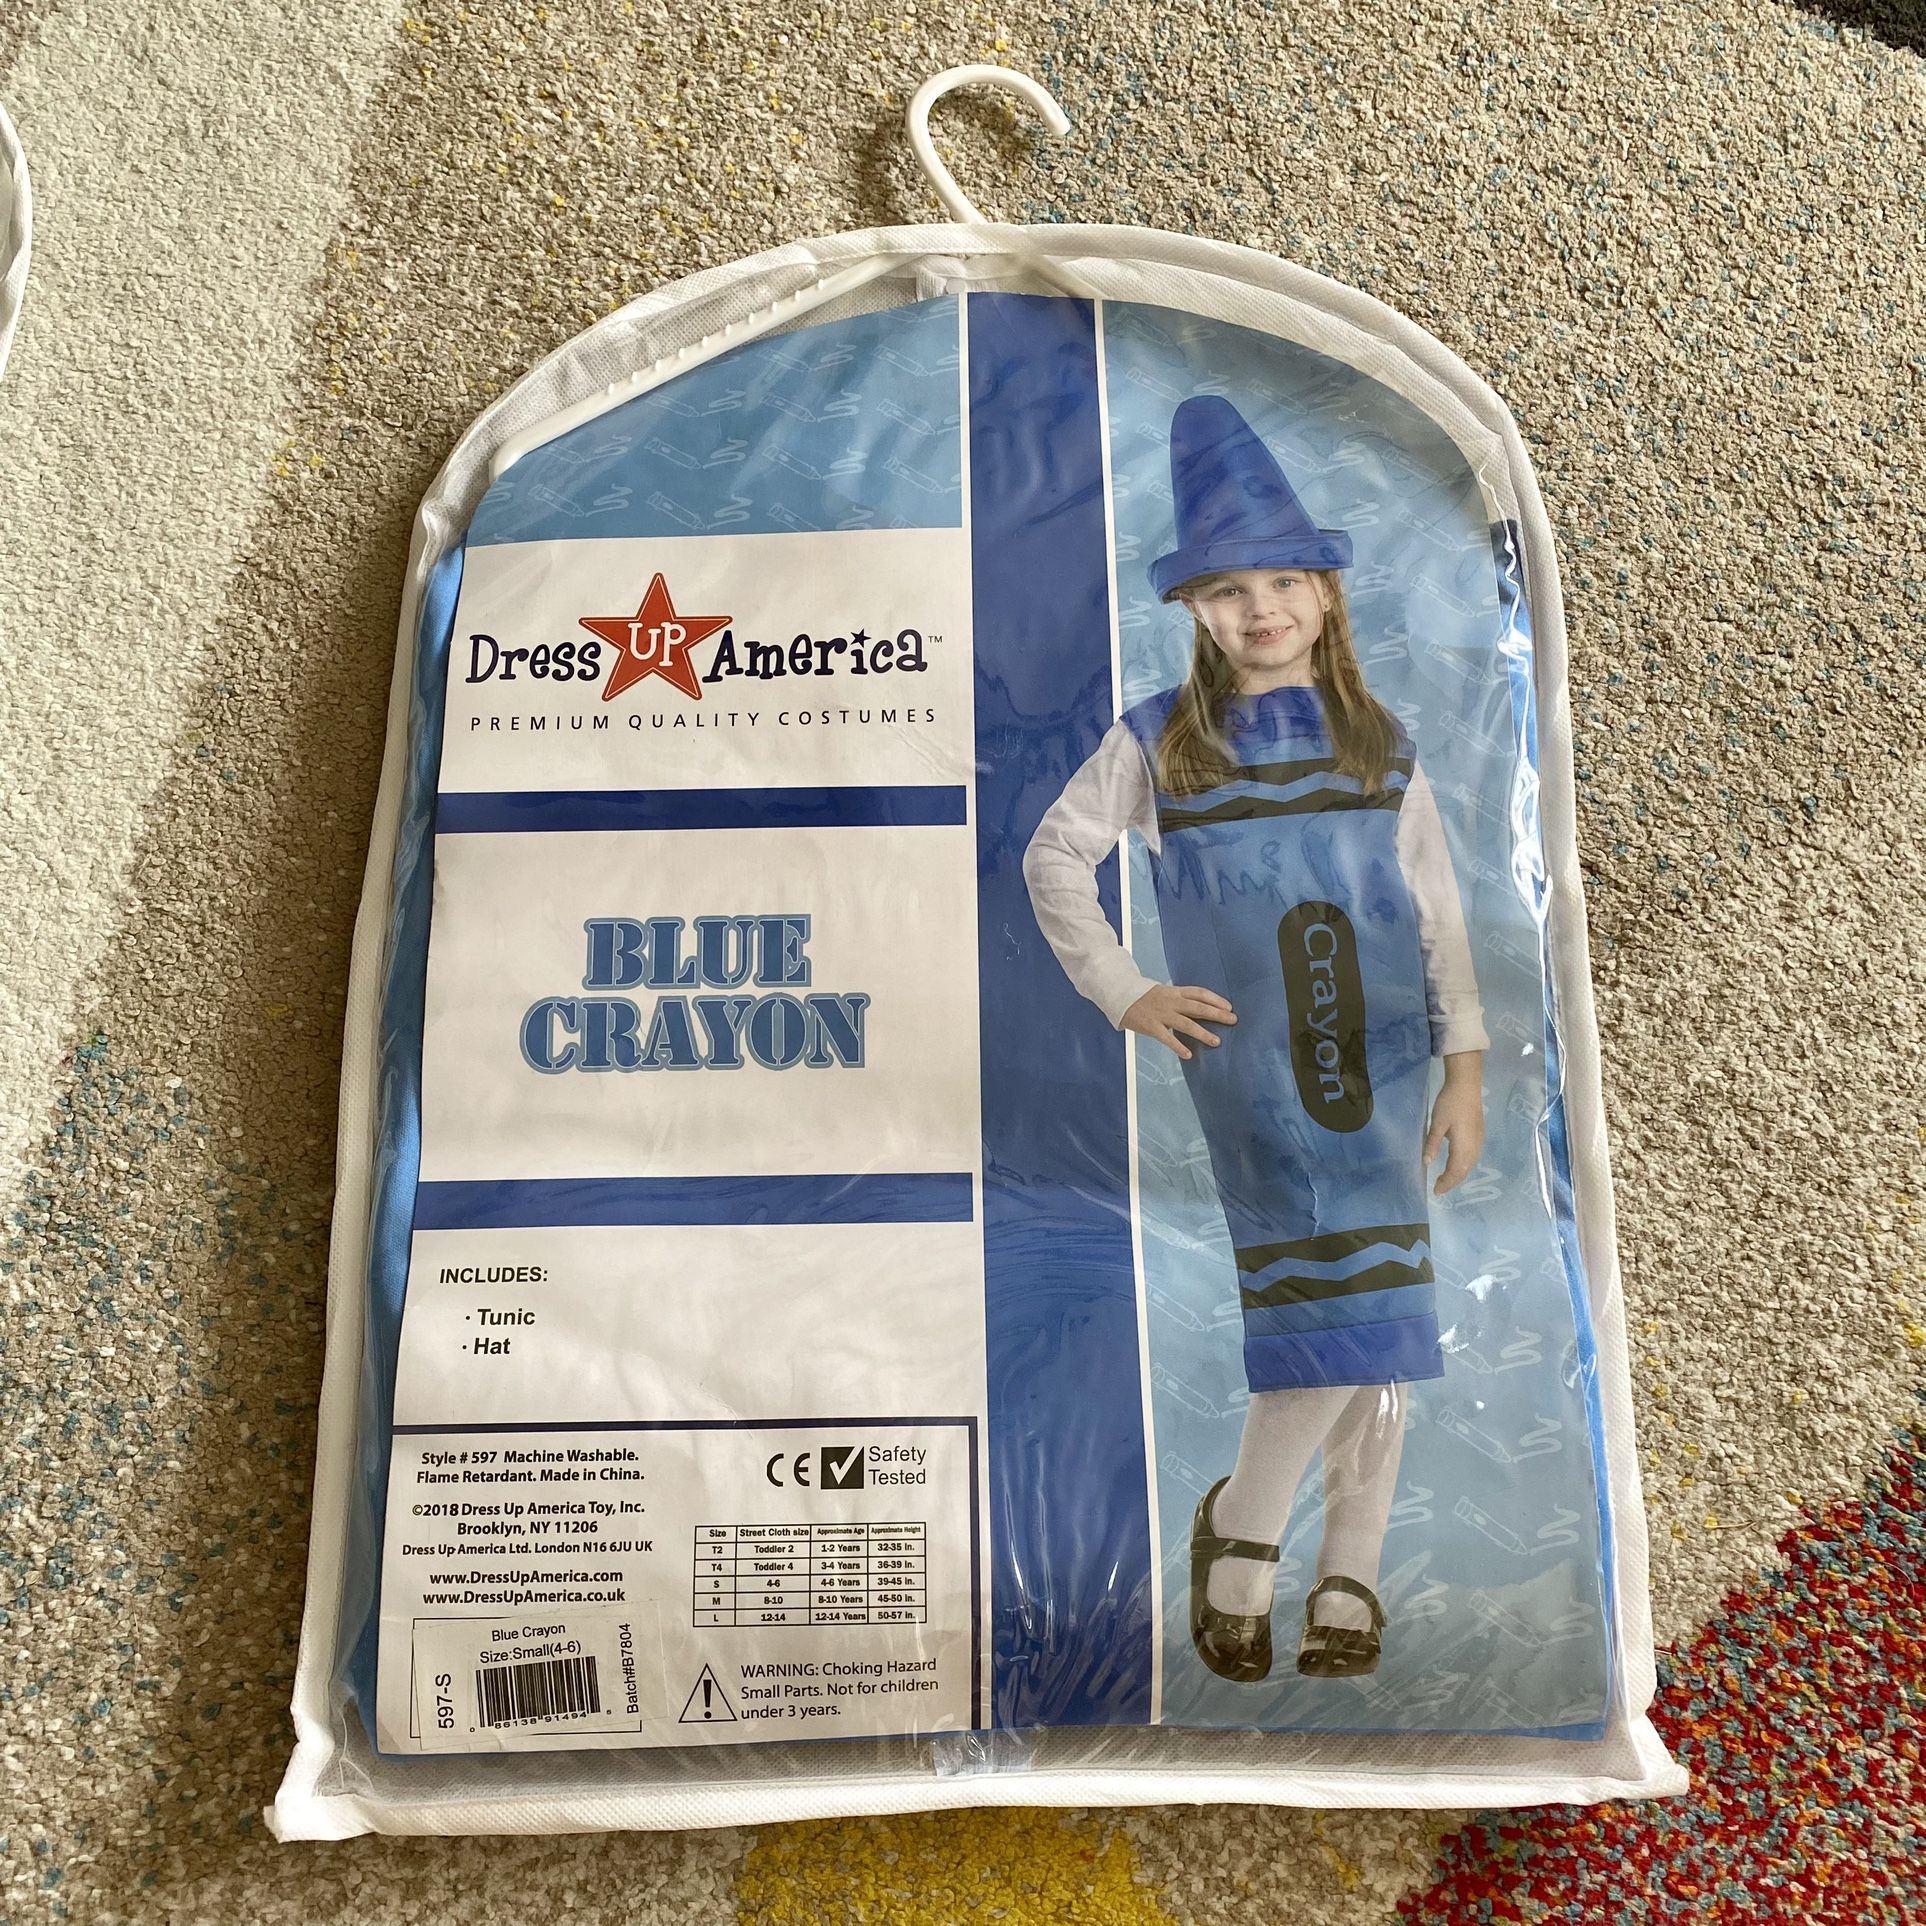 Dress UP America™
PREMIUM QUALITY COSTUMES
BLUE
CRAYON
Crayon
INCLUDES:
· Tunic
· Hat
Style # 597 Machine Washable.
Flame Retardant. Made in China.
©2018 Dress Up America Toy, Inc.
Brooklyn, NY 11206
Dress Up America Ltd. London N16 6JU UK
www.DressUpAmerica.com
www.DressUpAmerica.co.uk
CE Safety
Tested
Size Street Cloth size Approximate Age Approximate Height
T2 Toddler 2 1-2 Years 32-35 in.
T4 Toddler 4 3-4 Years 36-39 in.
S 4-6 4-6 Years 39-45 in.
M 8-10 8-10 Years 45-50 in.
L 12-14 12-14 Years 50-57 in.
Blue Crayon
Size:Small(4-6)
597-S
Batch#B7804
0 86138 91494 5
! WARNING: Choking Hazard
Small Parts. Not for children
under 3 years.